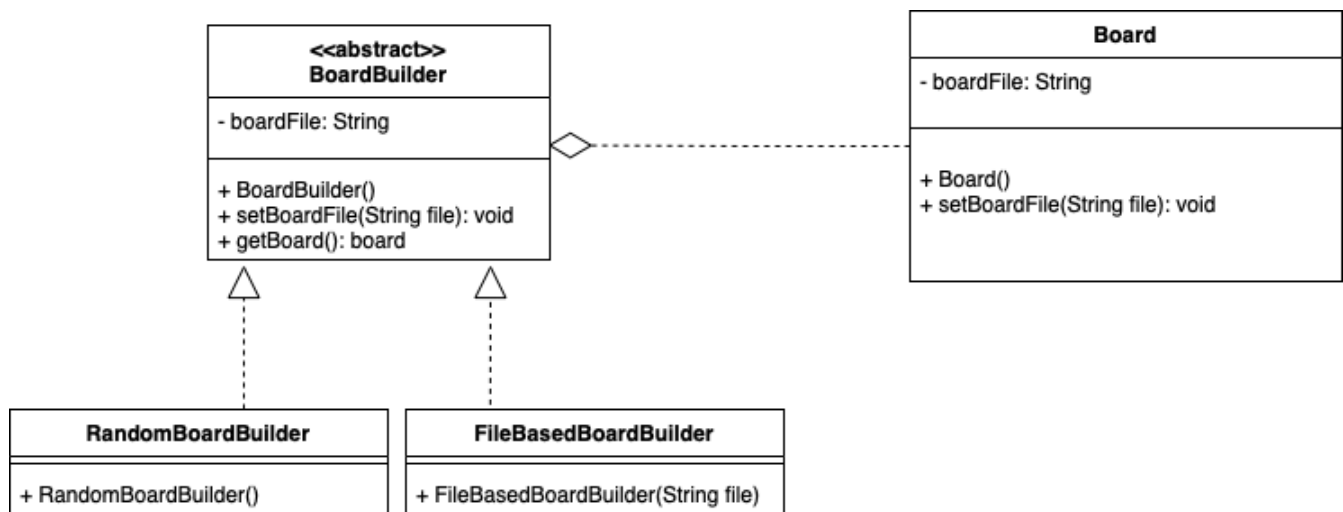 <<abstract>>
BoardBuilder
- boardFile: String
+ BoardBuilder()
+ setBoardFile(String file): void
+ getBoard(): board
Board
- boardFile: String
+ Board()
+ setBoardFile(String file): void
RandomBoardBuilder
+ RandomBoardBuilder()
FileBasedBoardBuilder
+ FileBasedBoardBuilder(String file)